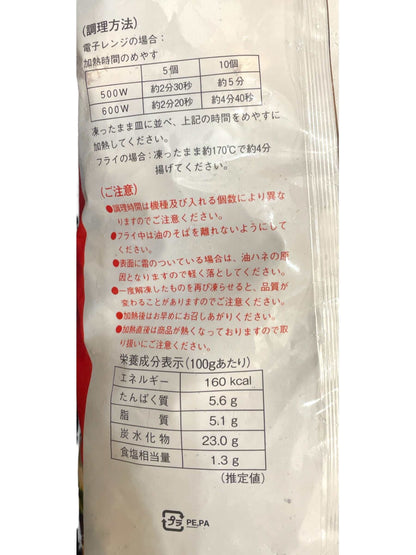 (調理方法)
電子レンジの場合:
加熱時間のめやす
5個 10個
500W 約2分30秒 約5分
600W 約2分20秒 約4分40秒
凍ったまま皿に並べ、上記の時間をめやすに
加熱してください。
フライの場合:凍ったまま約170℃で約4分
揚げてください。
(ご注意)
●調理時間は機種及び入れる個数により異な
りますのでご注意ください。
●フライ中は油のそばを離れないようにして
ください。
●表面に霜のついている場合は、油ハネの原
因となりますので軽く落としてください。
●一度解凍したものを再び凍らせると、品質が
変わることがありますのでご注意ください。
●加熱後はお早めにお召しあがりください。
●加熱直後は商品が熱くなっておりますので取
り扱いにご注意ください。
栄養成分表示(100gあたり)
エネルギー 160 kcal
たんぱく質 5.6 g
脂質 5.1 g
炭水化物 23.0 g
食塩相当量 1.3 g
(推定値)
プラ PE,PA